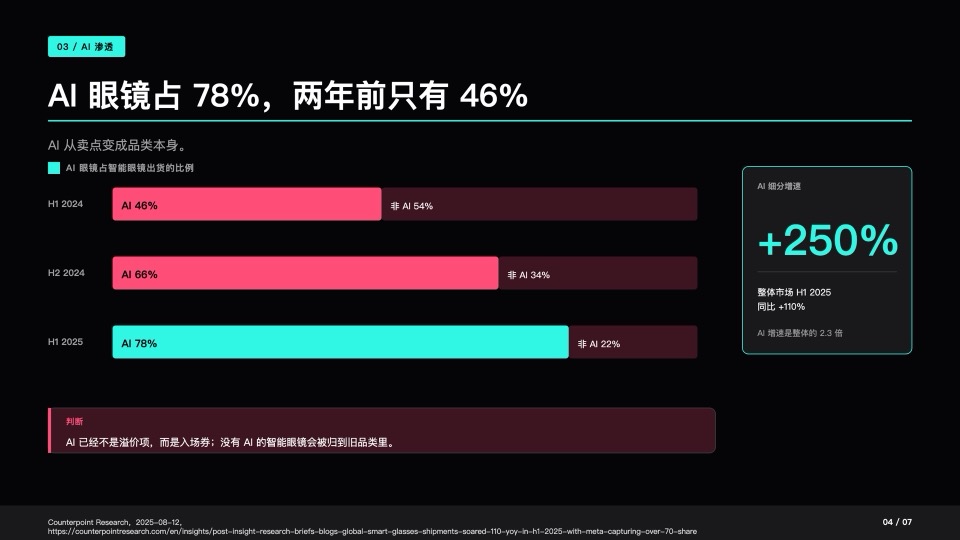 03 / AI 渗透
AI 眼镜占 78%，两年前只有 46%
AI 从卖点变成品类本身。
AI 眼镜占智能眼镜出货的比例
H1 2024
AI 46%
非 AI 54%
H2 2024
AI 66%
非 AI 34%
H1 2025
AI 78%
非 AI 22%
AI 细分增速
+250%
整体市场 H1 2025
同比 +110%
AI 增速是整体的 2.3 倍
判断
AI 已经不是溢价项，而是入场券；没有 AI 的智能眼镜会被归到旧品类里。
Counterpoint Research，2025-08-12,
https://counterpointresearch.com/en/insights/post-insight-research-briefs-blogs-global-smart-glasses-shipments-soared-110-yoy-in-h1-2025-with-meta-capturing-over-70-share
04 / 07